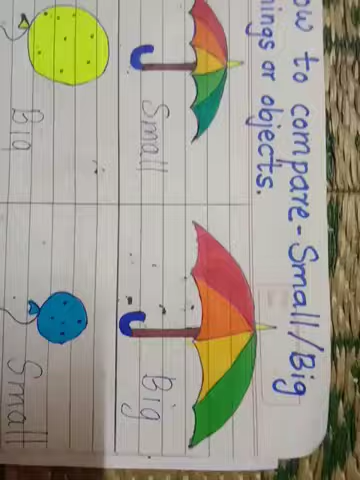 ow to compare-Small/Big
ings or objects.
Small
Big
Big
Small